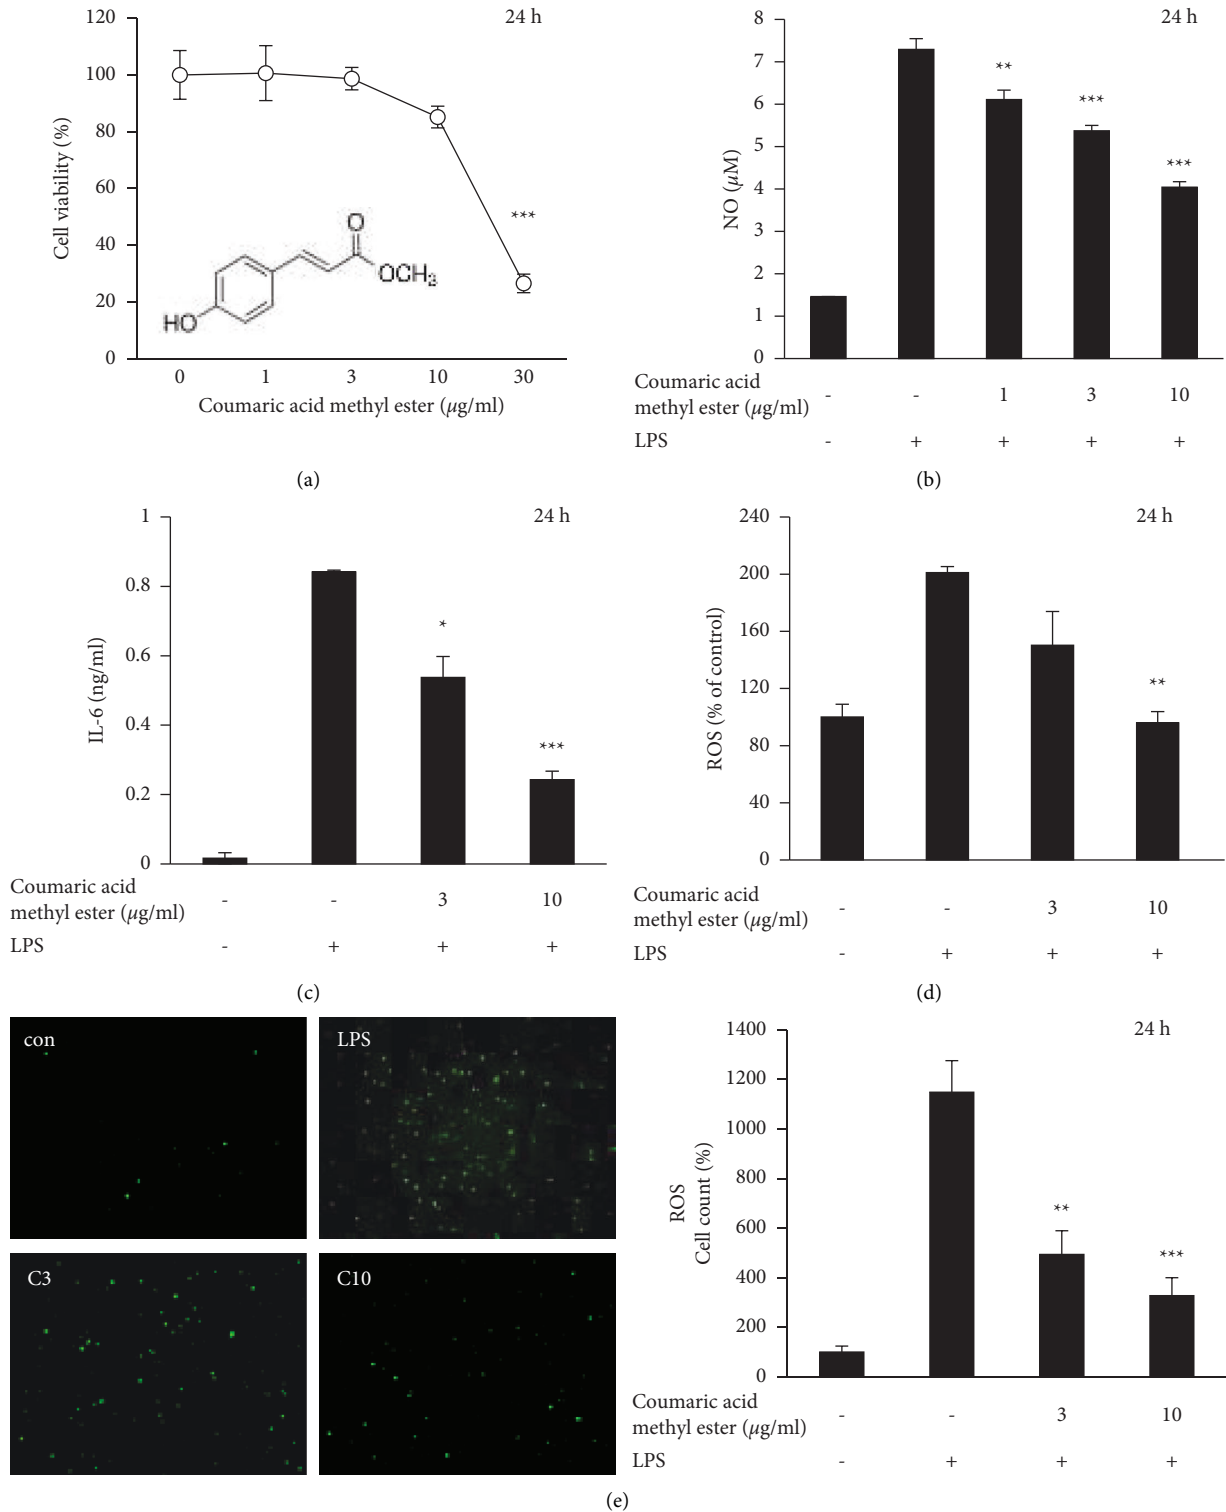 120
100
80
60
40
20
0
Cell viability (%)
24 h
***
HO
O
OCH3
0 1 3 10 30
Coumaric acid methyl ester (μg/ml)
(a)
8
7
6
5
4
3
2
1
0
NO (μM)
24 h
**
***
***
Coumaric acid
methyl ester (μg/ml) - - 1 3 10
LPS - + + + +
(b)
1
0.8
0.6
0.4
0.2
0
IL-6 (ng/ml)
24 h
*
***
Coumaric acid
methyl ester (μg/ml) - - 3 10
LPS - + + +
(c)
240
200
160
120
80
40
0
ROS (% of control)
24 h
**
Coumaric acid
methyl ester (μg/ml) - - 3 10
LPS - + + +
(d)
con
LPS
C3
C10
1400
1200
1000
800
600
400
200
0
ROS
Cell count (%)
24 h
**
***
Coumaric acid
methyl ester (μg/ml) - - 3 10
LPS - + + +
(e)